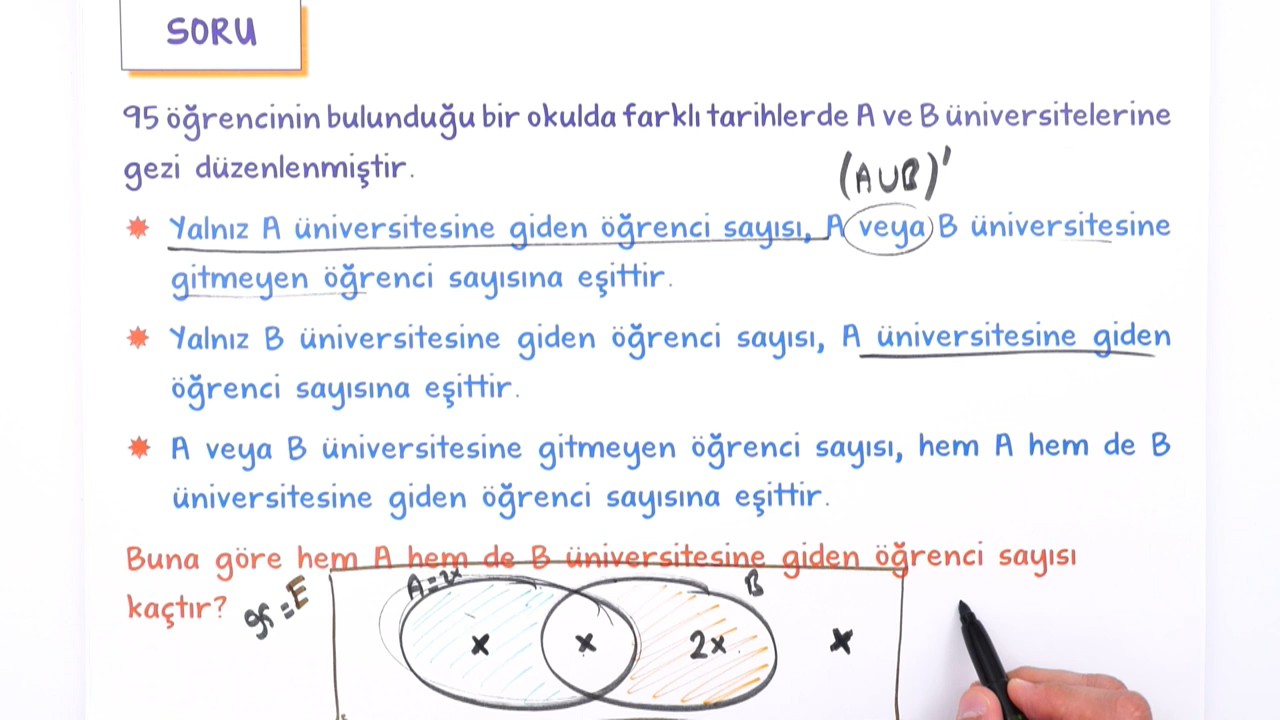 SORU
95 öğrencinin bulunduğu bir okulda farklı tarihlerde A ve B üniversitelerine
gezi düzenlenmiştir.
(A∪B)'
Yalnız A üniversitesine giden öğrenci sayısı, A veya B üniversitesine
gitmeyen öğrenci sayısına eşittir.
Yalnız B üniversitesine giden öğrenci sayısı, A üniversitesine giden
öğrenci sayısına eşittir.
A veya B üniversitesine gitmeyen öğrenci sayısı, hem A hem de B
üniversitesine giden öğrenci sayısına eşittir.
Buna göre hem A hem de B üniversitesine giden öğrenci sayısı
kaçtır?
95 = E
A = 2x
B
x x 2x x